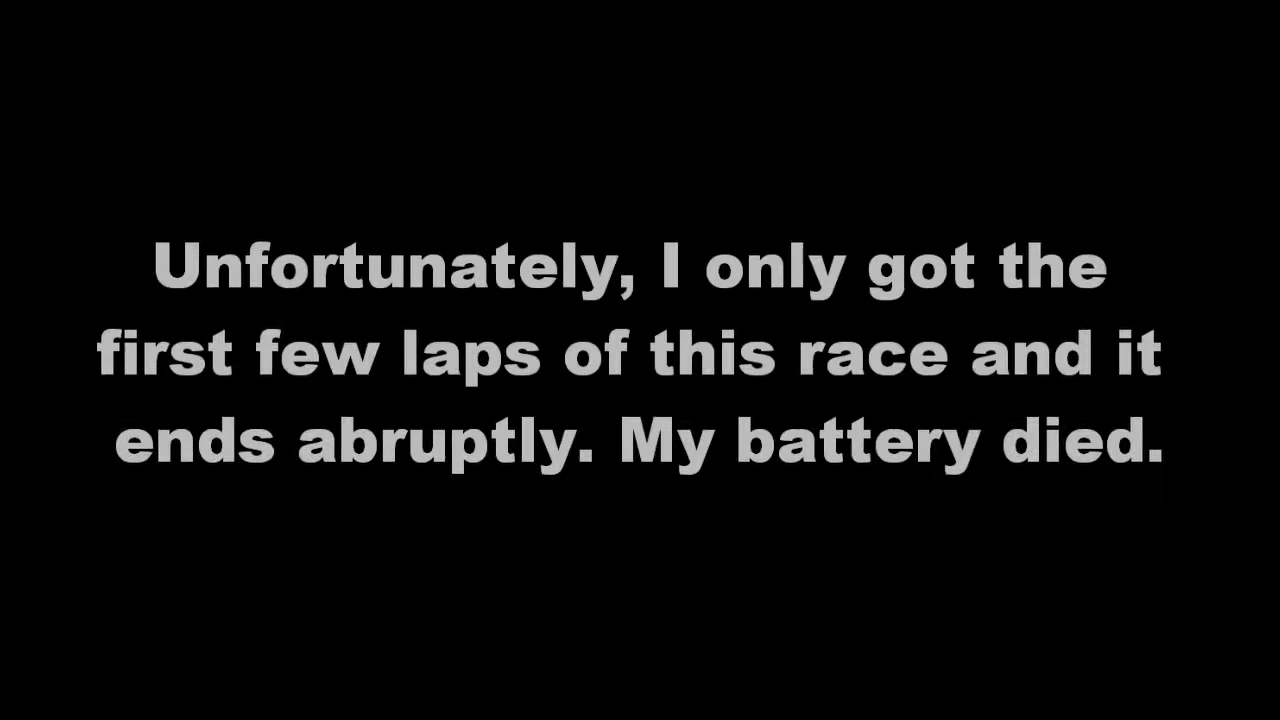 Unfortunately, I only got the
first few laps of this race and it
ends abruptly. My battery died.